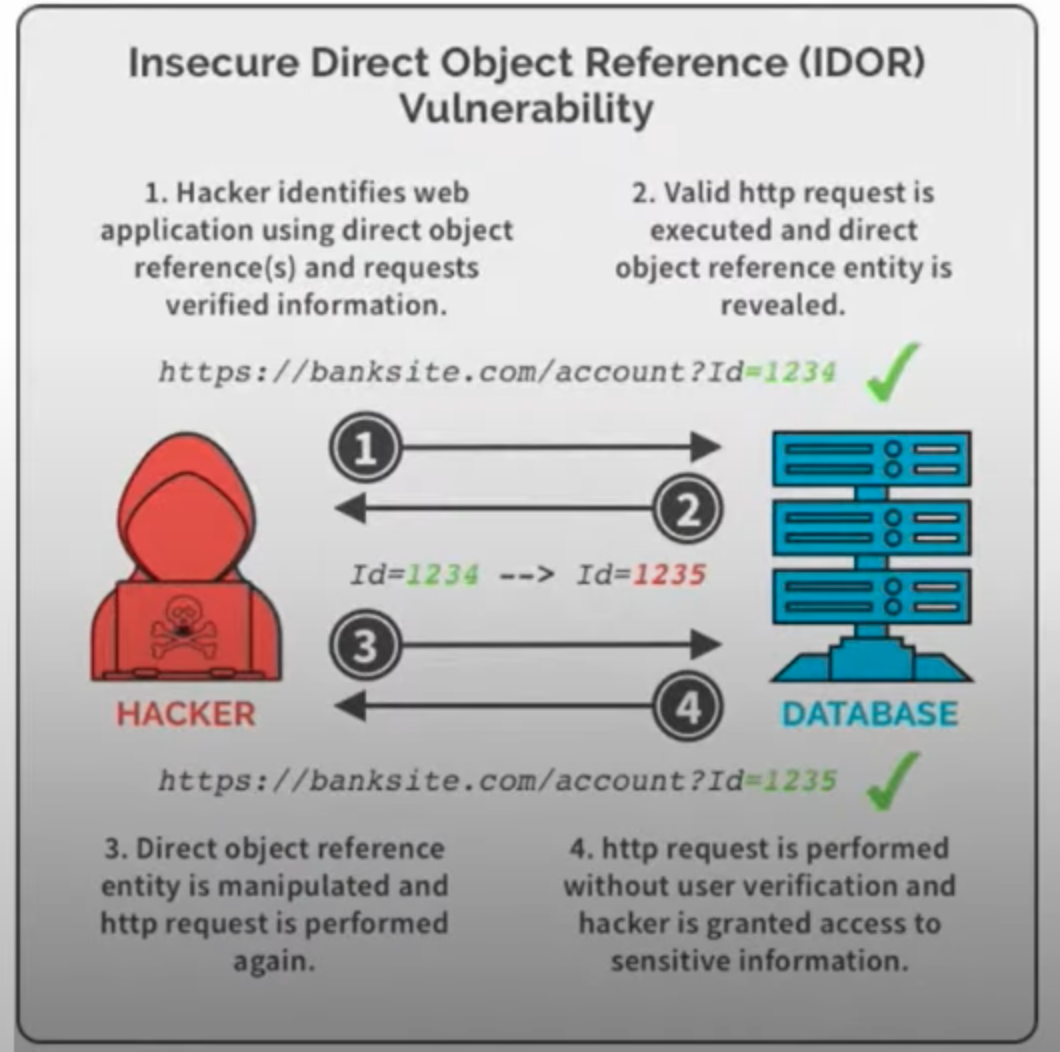 Insecure Direct Object Reference (IDOR)
Vulnerability
1. Hacker identifies web
application using direct object
reference(s) and requests
verified information.
2. Valid http request is
executed and direct
object reference entity is
revealed.
https://banksite.com/account?Id=1234
1
2
Id=1234 --> Id=1235
3
4
HACKER
DATABASE
https://banksite.com/account?Id=1235
3. Direct object reference
entity is manipulated and
http request is performed
again.
4. http request is performed
without user verification and
hacker is granted access to
sensitive information.